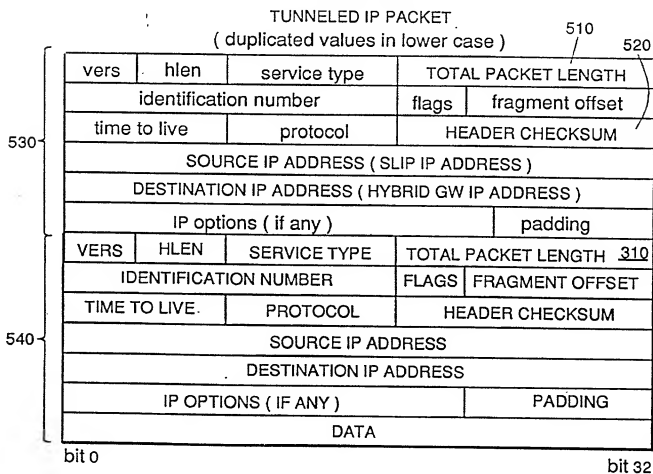 TUNNELED IP PACKET
( duplicated values in lower case )
510
520
vers hlen service type TOTAL PACKET LENGTH
identification number flags fragment offset
time to live protocol HEADER CHECKSUM
530
SOURCE IP ADDRESS ( SLIP IP ADDRESS )
DESTINATION IP ADDRESS ( HYBRID GW IP ADDRESS )
IP options ( if any ) padding
VERS HLEN SERVICE TYPE TOTAL PACKET LENGTH 310
IDENTIFICATION NUMBER FLAGS FRAGMENT OFFSET
TIME TO LIVE. PROTOCOL HEADER CHECKSUM
540
SOURCE IP ADDRESS
DESTINATION IP ADDRESS
IP OPTIONS ( IF ANY ) PADDING
DATA
bit 0 bit 32